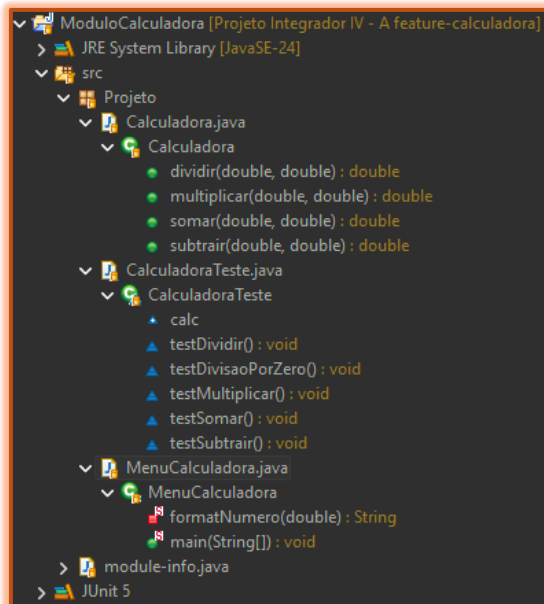 ModuloCalculadora [Projeto Integrador IV - A feature-calculadora]
JRE System Library [JavaSE-24]
src
Projeto
Calculadora.java
Calculadora
dividir(double, double) : double
multiplicar(double, double) : double
somar(double, double) : double
subtrair(double, double) : double
CalculadoraTeste.java
CalculadoraTeste
calc
testDividir() : void
testDivisaoPorZero() : void
testMultiplicar() : void
testSomar() : void
testSubtrair() : void
MenuCalculadora.java
MenuCalculadora
formatNumero(double) : String
main(String[]) : void
module-info.java
JUnit 5